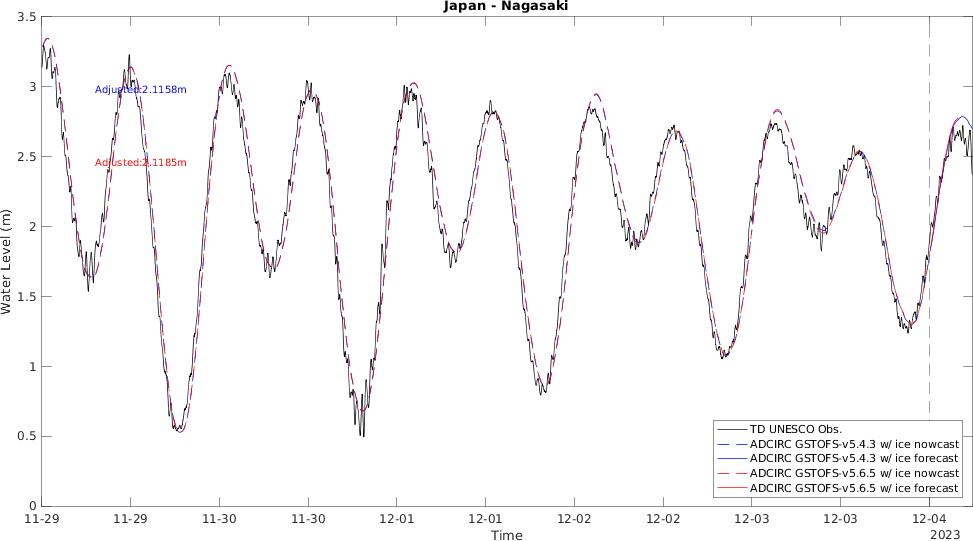 Japan - Nagasaki
3.5
3
2.5
2
1.5
1
0.5
0
Water Level (m)
Adjusted:2.1158m
Adjusted:2.1185m
TD UNESCO Obs.
ADCIRC GSTOFS-v5.4.3 w/ ice nowcast
ADCIRC GSTOFS-v5.4.3 w/ ice forecast
ADCIRC GSTOFS-v5.6.5 w/ ice nowcast
ADCIRC GSTOFS-v5.6.5 w/ ice forecast
11-29 11-29 11-30 11-30 12-01 12-01 12-02 12-02 12-03 12-03 12-04
Time
2023